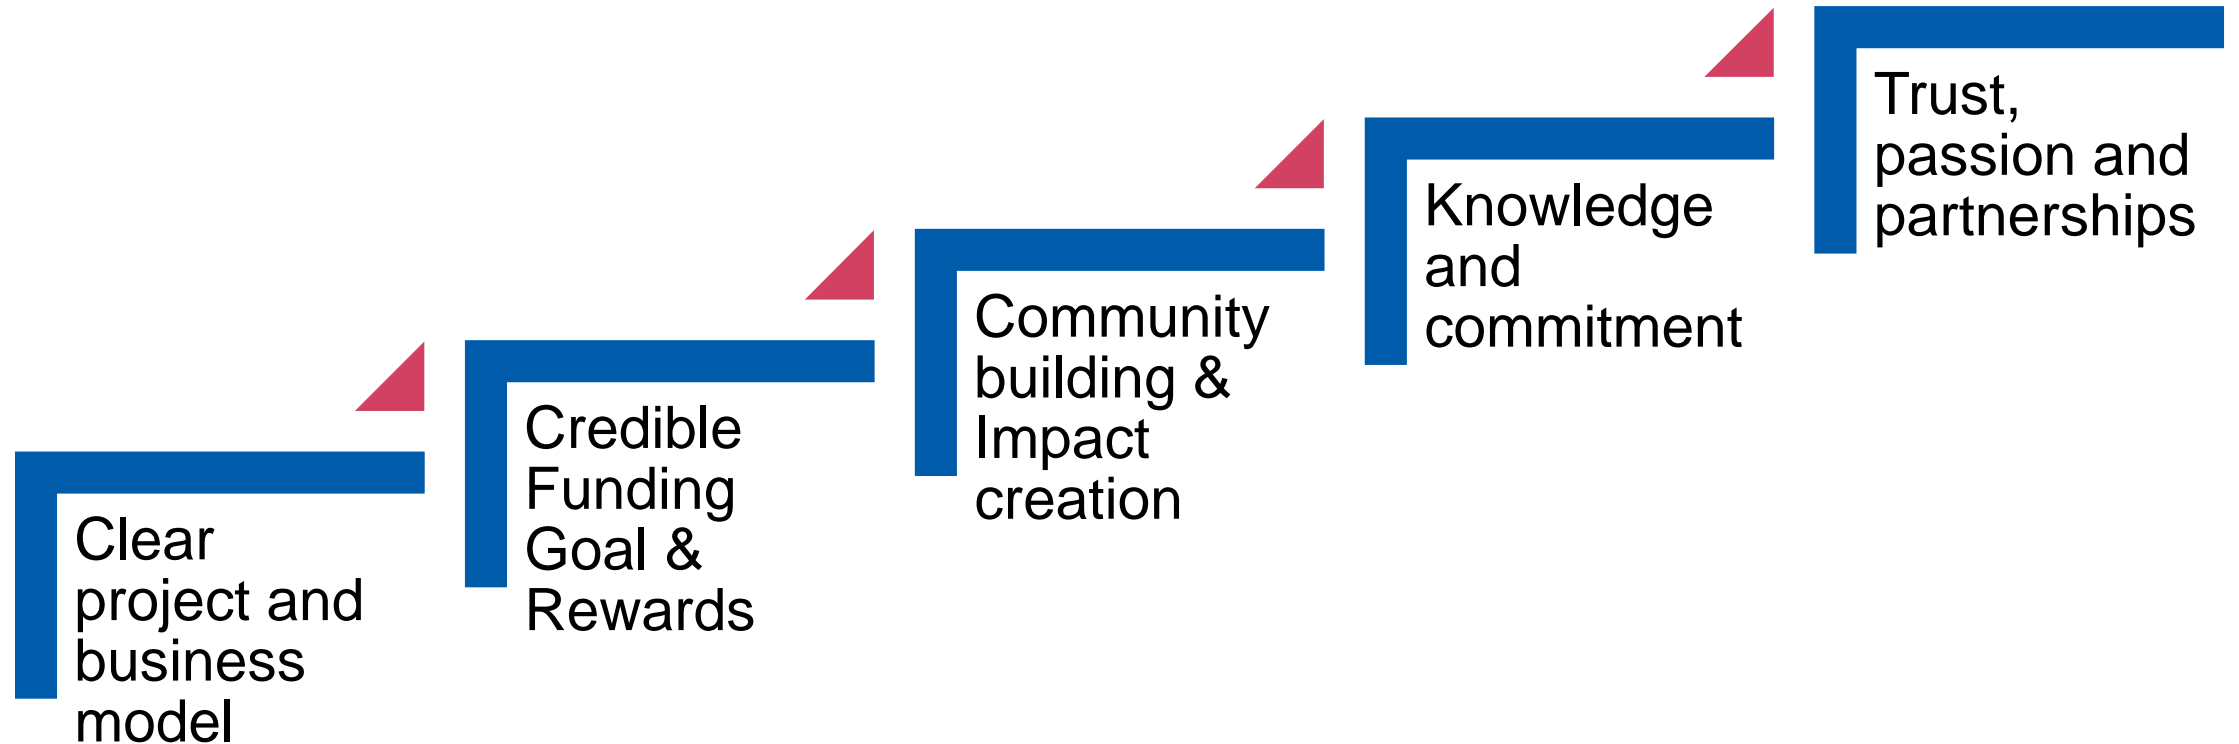 Clear
project and
business
model
Credible
Funding
Goal &
Rewards
Community
building &
Impact
creation
Knowledge
and
commitment
Trust,
passion and
partnerships